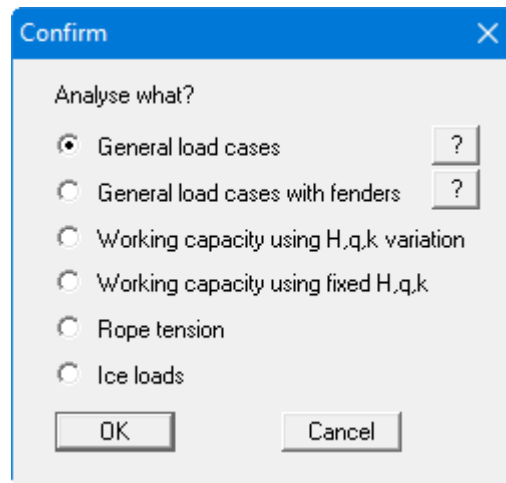 Confirm
Analyse what?
General load cases ?
General load cases with fenders ?
Working capacity using H,q,k variation
Working capacity using fixed H,q,k
Rope tension
Ice loads
OK Cancel